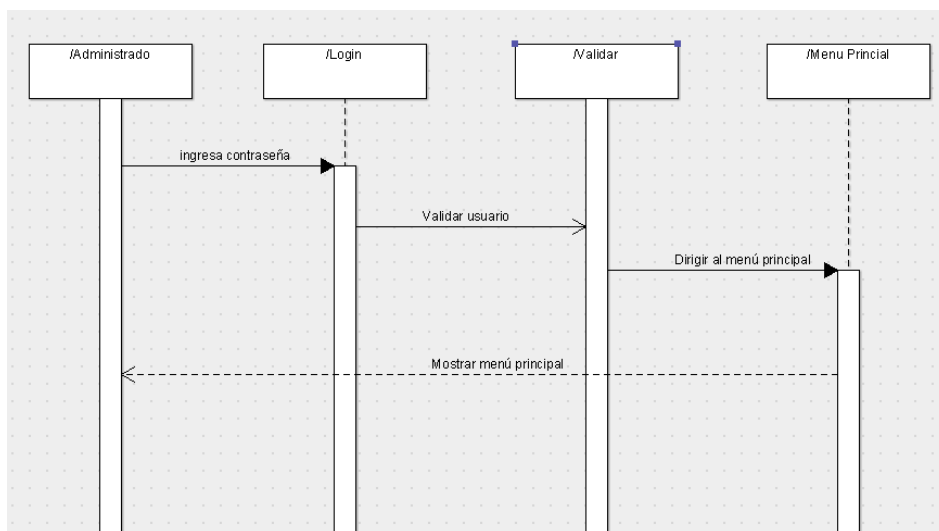 /Administrado
/Login
/Validar
/Menu Princial
ingresa contraseña
Validar usuario
Dirigir al menú principal
Mostrar menú principal